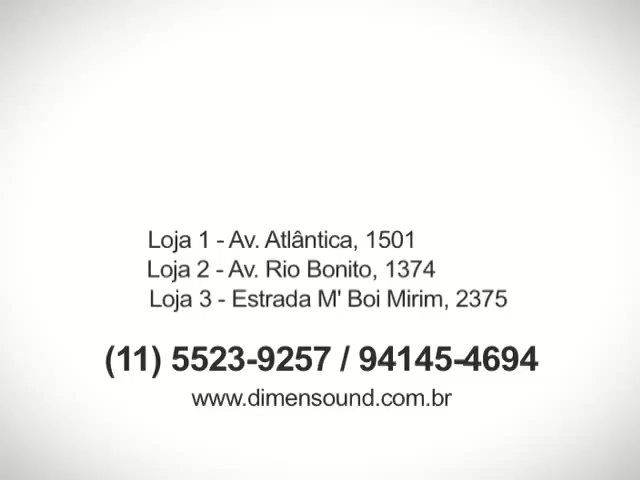 Loja 1 - Av. Atlântica, 1501
Loja 2 - Av. Rio Bonito, 1374
Loja 3 - Estrada M' Boi Mirim, 2375
(11) 5523-9257 / 94145-4694
www.dimensound.com.br